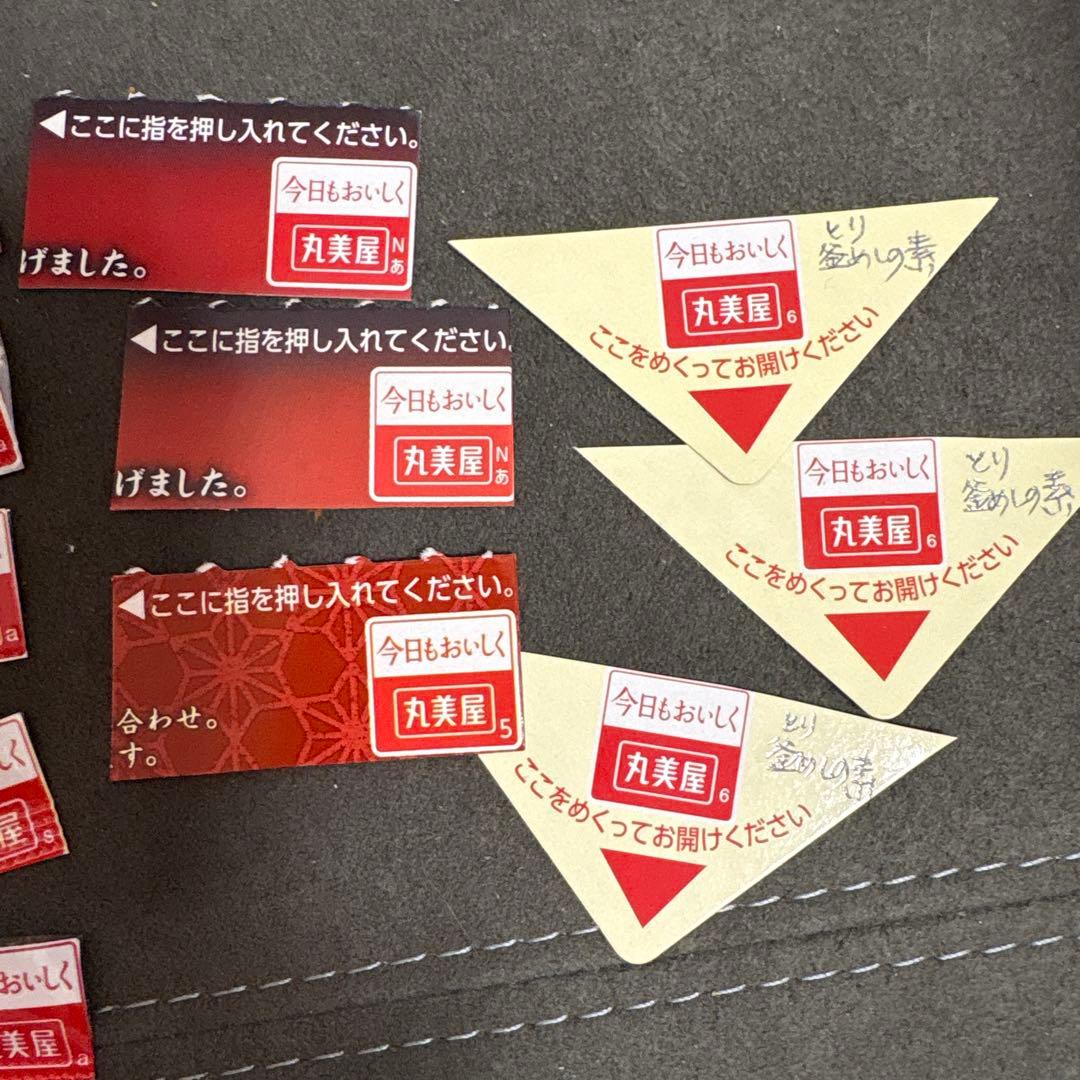 ◀ここに指を押し入れてください。
今日もおいしく
丸美屋
N
あ
げました。
◀ここに指を押し入れてください。
今日もおいしく
丸美屋
N
あ
げました。
◀ここに指を押し入れてください。
今日もおいしく
丸美屋
5
合わせ。
す。
今日もおいしく
丸美屋
6
とり
釜めしの素
ここをめくってお開けください
今日もおいしく
丸美屋
6
とり
釜めしの素
ここをめくってお開けください
今日もおいしく
丸美屋
6
とり
釜めしの素
ここをめくってお開けください
a
a
しく
屋
s
おいしく
美屋
a